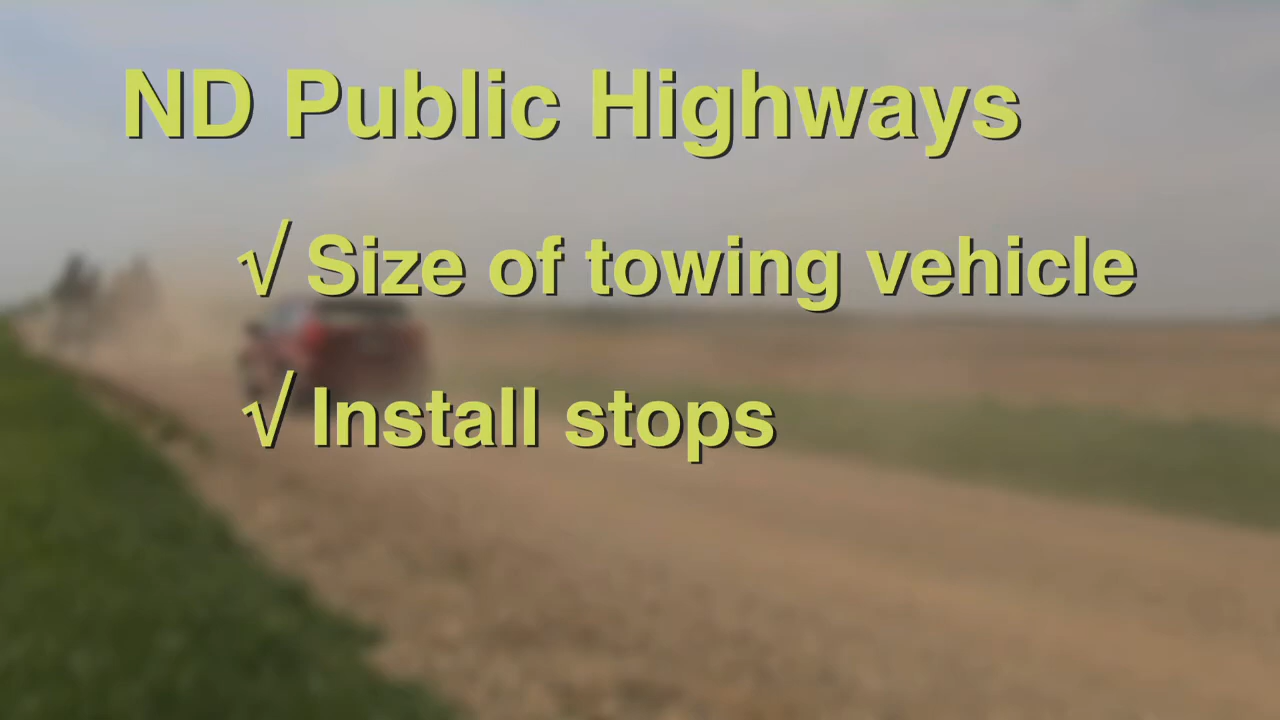 ND Public Highways
√ Size of towing vehicle
√ Install stops